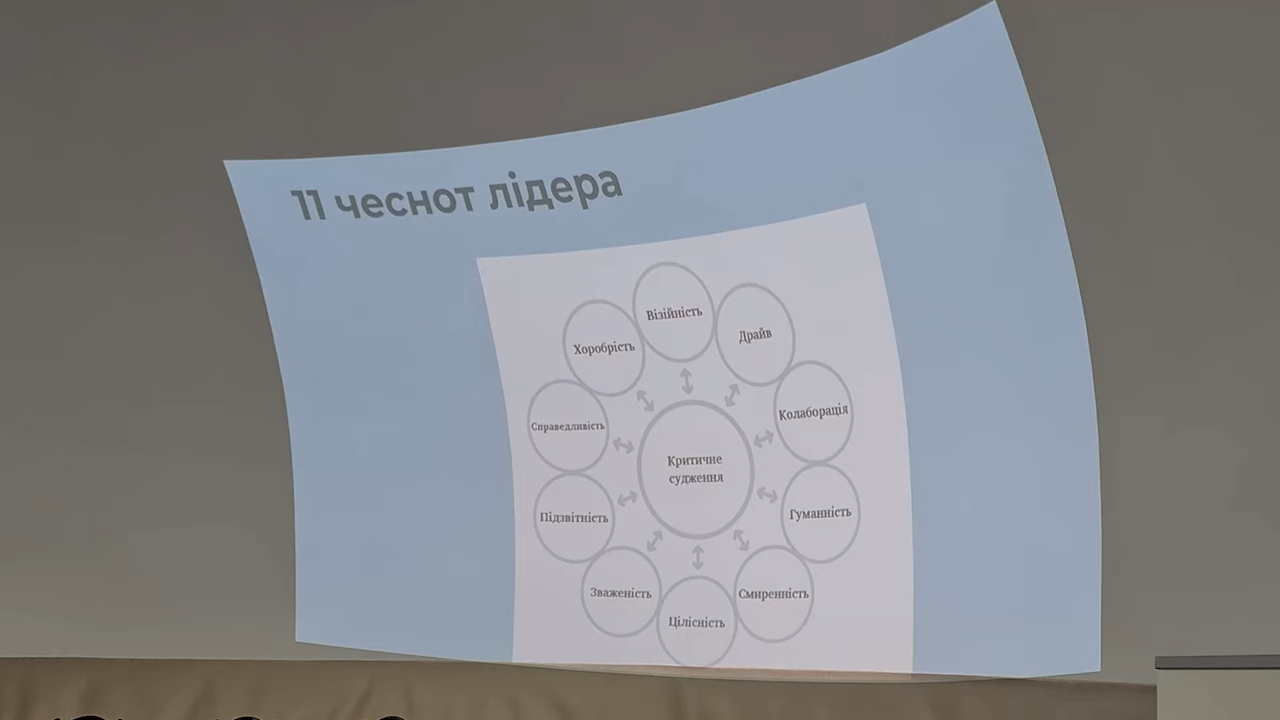 11 чеснот лідера
Візійність
Драйв
Хоробрість
Колаборація
Справедливість
Критичне
судження
Гуманність
Підзвітність
Зваженість
Смиренність
Цілісність